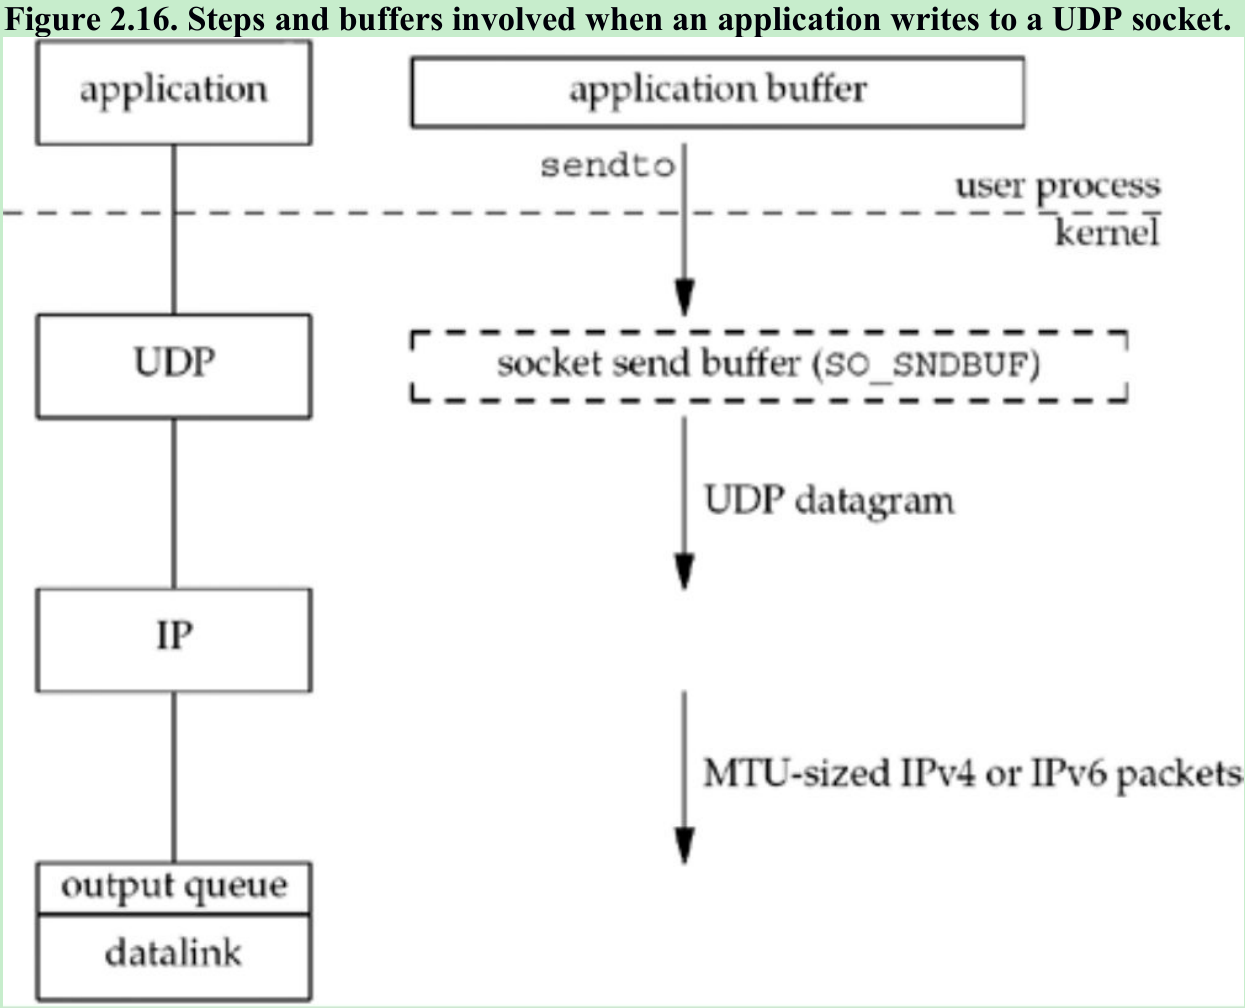 Figure 2.16. Steps and buffers involved when an application writes to a UDP socket.
application
application buffer
sendto
user process
kernel
UDP
socket send buffer (SO_SNDBUF)
UDP datagram
IP
MTU-sized IPv4 or IPv6 packets
output queue
datalink